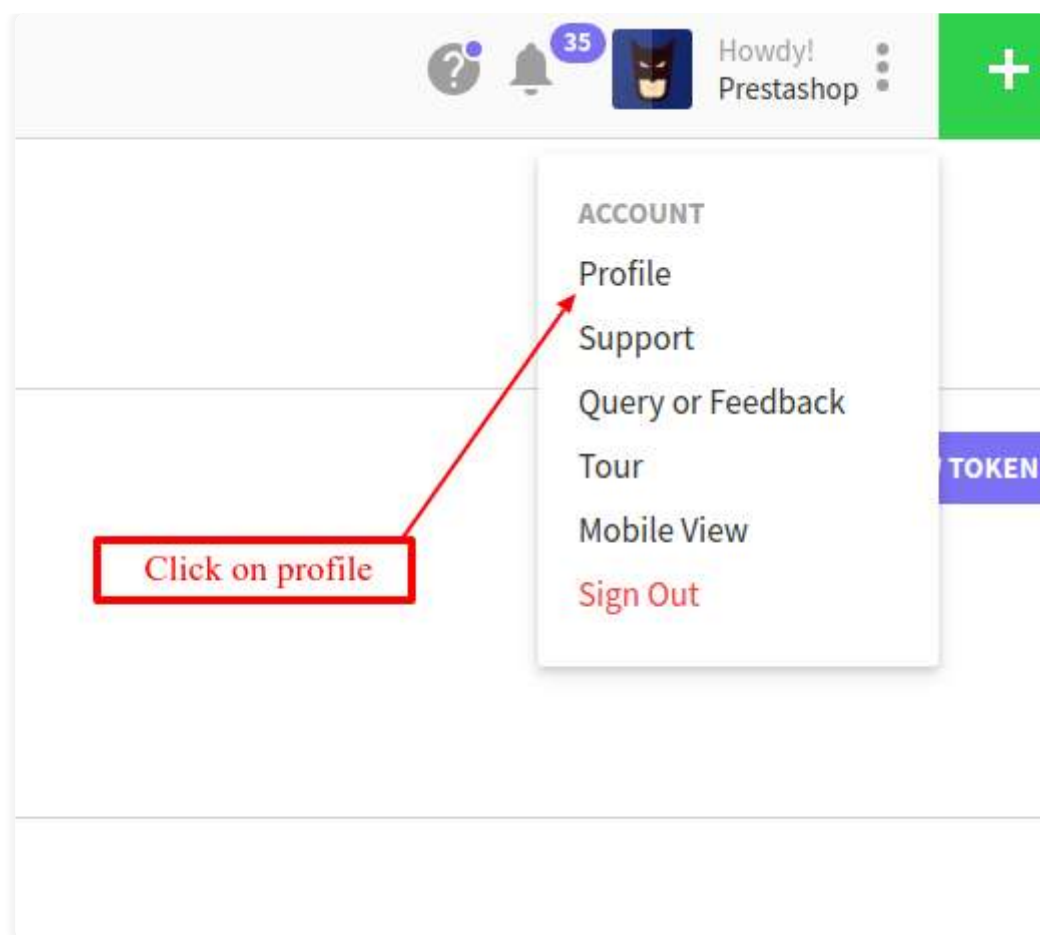 35
Howdy!
Prestashop
ACCOUNT
Profile
Support
Query or Feedback
TOKEN
Tour
Mobile View
Click on profile
Sign Out